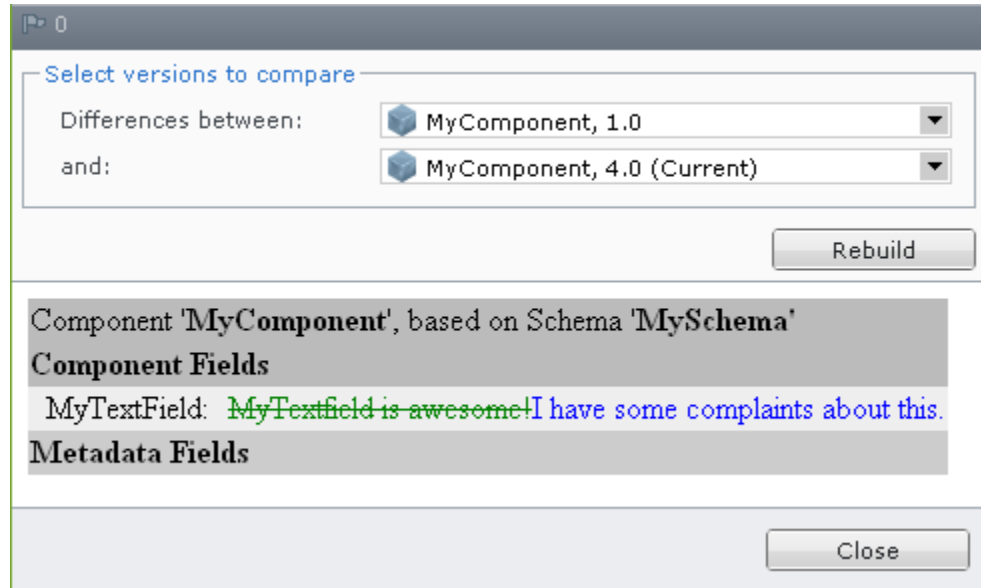 0
Select versions to compare
Differences between: MyComponent, 1.0
and: MyComponent, 4.0 (Current)
Rebuild
Component 'MyComponent', based on Schema 'MySchema'
Component Fields
MyTextField: MyTextfield is awesome!I have some complaints about this.
Metadata Fields
Close